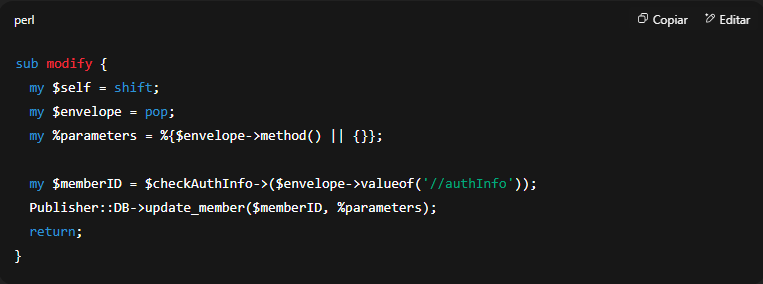 perl
Copiar
Editar
sub modify {
  my $self = shift;
  my $envelope = pop;
  my %parameters = %{$envelope->method() || {}};

  my $memberID = $checkAuthInfo->($envelope->valueof('//authInfo'));
  Publisher::DB->update_member($memberID, %parameters);
  return;
}